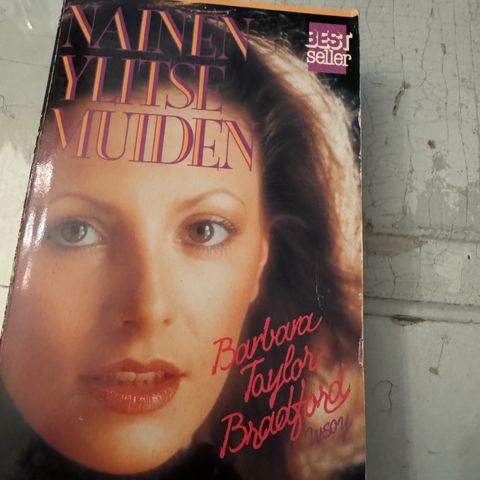 NAINEN
YLITSE
MUIDEN
BEST
seller
Barbara
Taylor
Bradford
WSOY